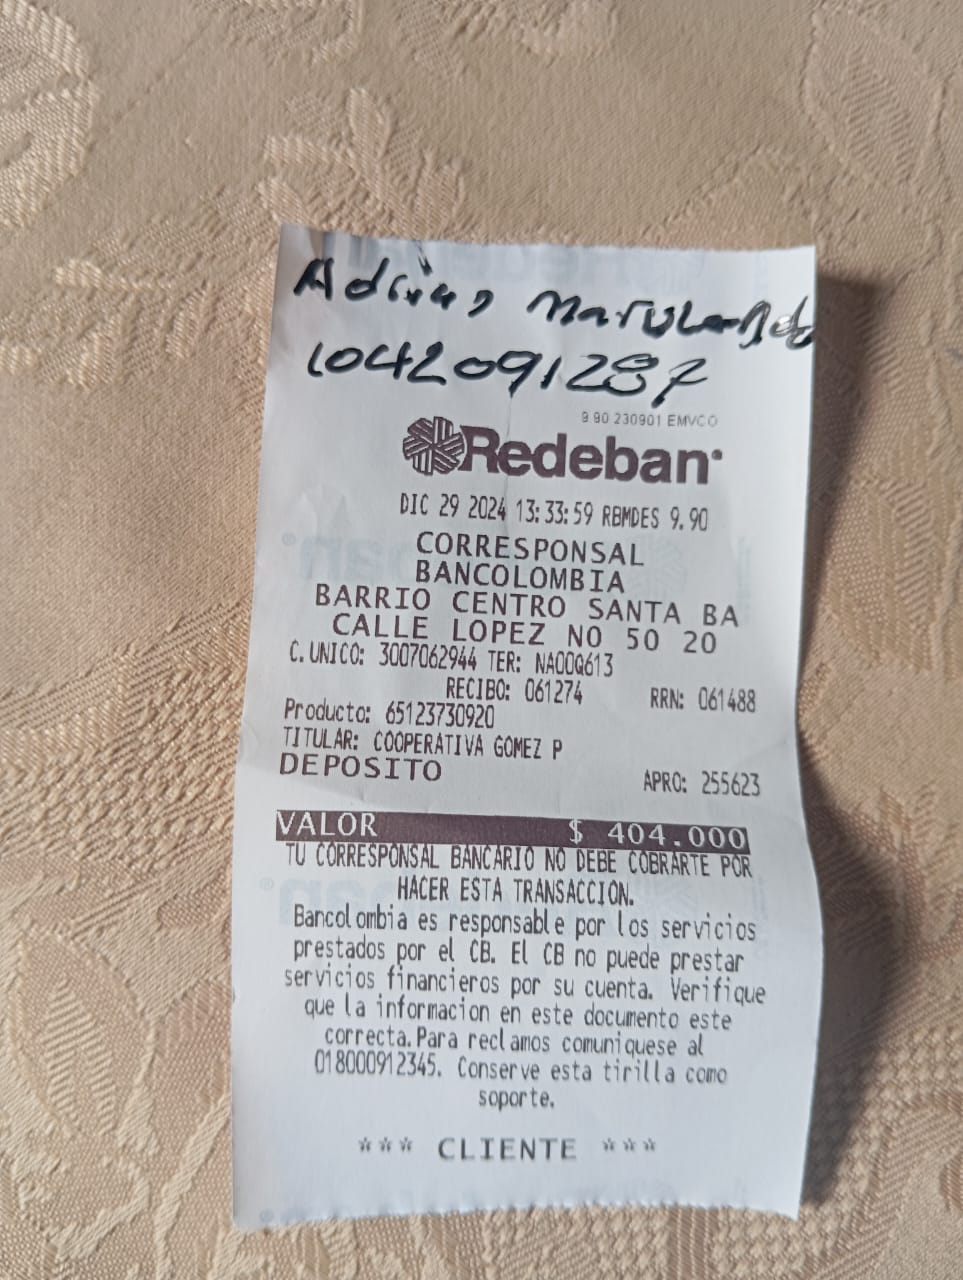 Adrian Marulanda
1042091287
9 90 230901 EMVCO
Redeban
DIC 29 2024 13:33:59 RBMDES 9.90
CORRESPONSAL
BANCOLOMBIA
BARRIO CENTRO SANTA BA
CALLE LOPEZ NO 50 20
C. UNICO: 3007062944 TER: NA00Q613
RECIBO: 061274 RRN: 061488
Producto: 65123730920
TITULAR: COOPERATIVA GOMEZ P
DEPOSITO APRO: 255623
VALOR $ 404.000
TU CORRESPONSAL BANCARIO NO DEBE COBRARTE POR
HACER ESTA TRANSACCION.
Bancolombia es responsable por los servicios
prestados por el CB. El CB no puede prestar
servicios financieros por su cuenta. Verifique
que la informacion en este documento este
correcta.Para reclamos comuniquese al
018000912345. Conserve esta tirilla como
soporte.
*** CLIENTE ***